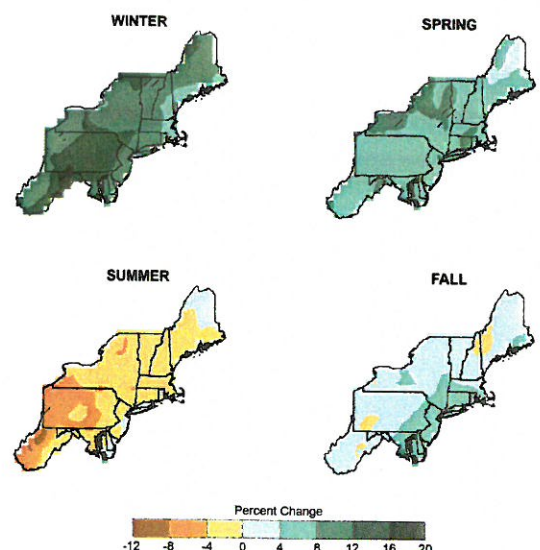 WINTER
SPRING
SUMMER
FALL
Percent Change
-12 -8 -4 0 4 8 12 16 20